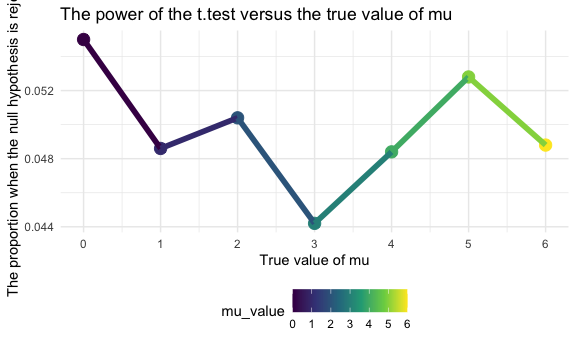 The power of the t.test versus the true value of mu
The proportion when the null hypothesis is
0.052
0.048
0.044
0 1 2 3 4 5 6
True value of mu
mu_value
0 1 2 3 4 5 6